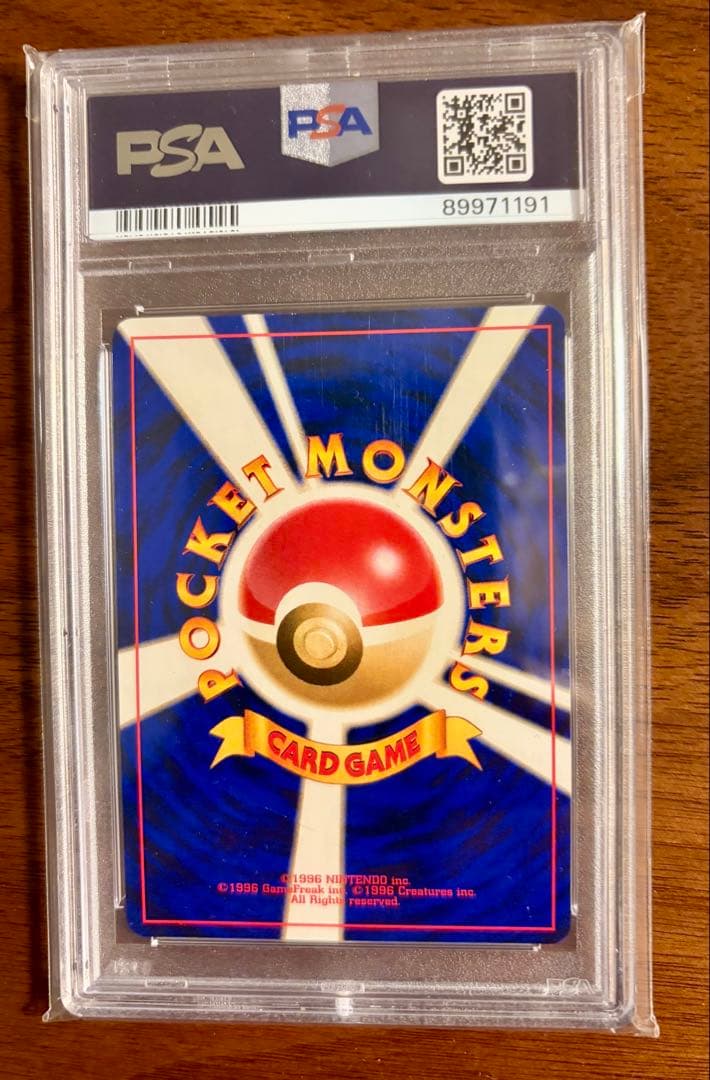 PSA
PSA
89971191
POCKET MONSTERS
CARD GAME
©1996 NINTENDO inc.
©1996 GameFreak inc. ©1996 Creatures inc.
All Rights reserved.
PSA